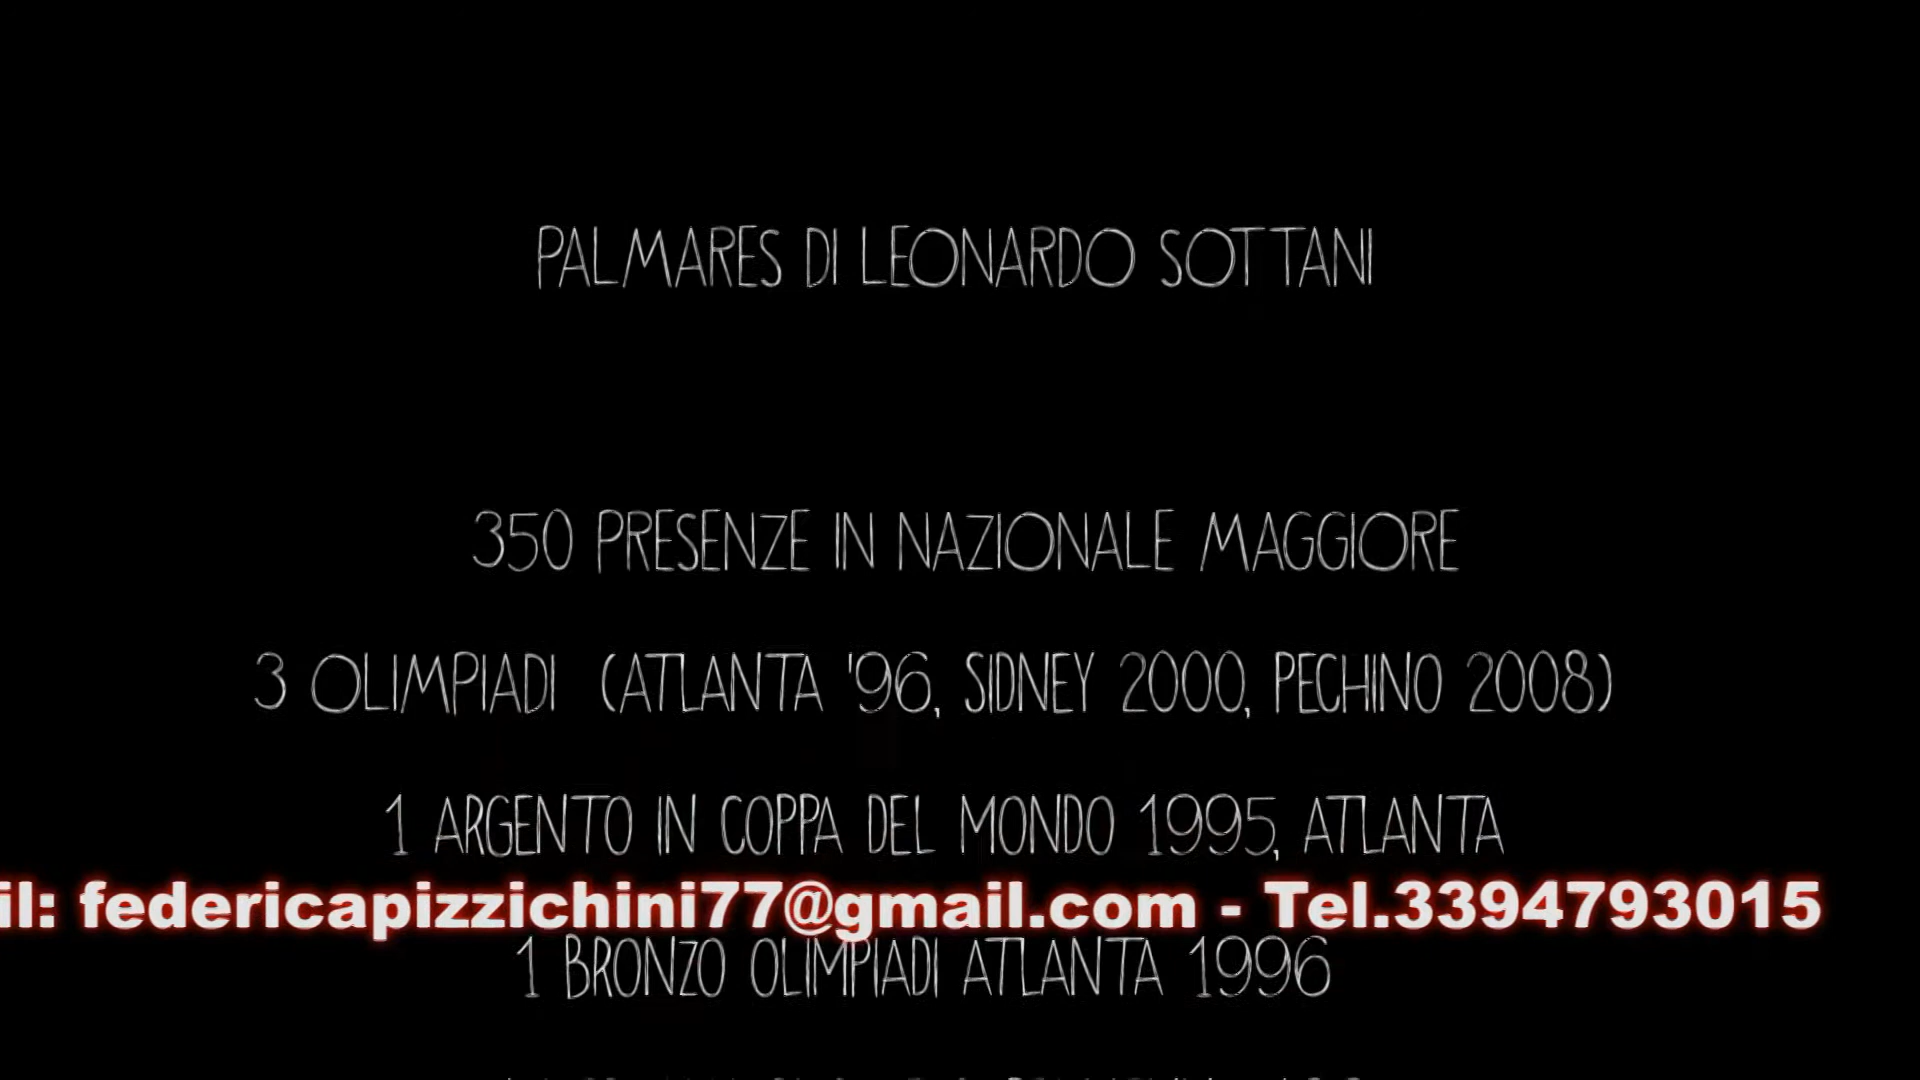 PALMARES DI LEONARDO SOTTANI
350 PRESENZE IN NAZIONALE MAGGIORE
3 OLIMPIADI (ATLANTA '96, SIDNEY 2000, PECHINO 2008)
1 ARGENTO IN COPPA DEL MONDO 1995, ATLANTA
il: federicapizzichini77@gmail.com - Tel.3394793015
1 BRONZO OLIMPIADI ATLANTA 1996